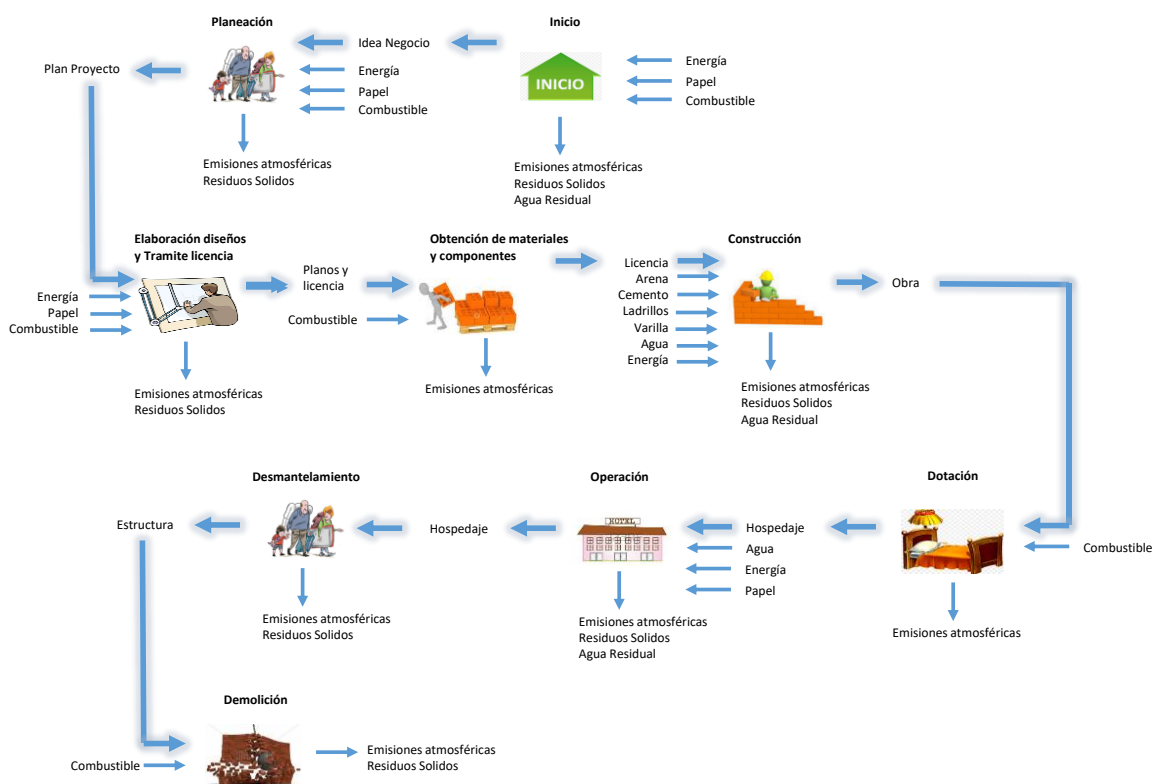 Planeación
Inicio
Idea Negocio
Energía
Papel
Combustible
Plan Proyecto
INICIO
Energía
Papel
Combustible
Emisiones atmosféricas
Residuos Solidos
Emisiones atmosféricas
Residuos Solidos
Agua Residual
Elaboración diseños
y Tramite licencia
Obtención de materiales
y componentes
Construcción
Energía
Papel
Combustible
Planos y
licencia
Combustible
Licencia
Arena
Cemento
Ladrillos
Varilla
Agua
Energía
Obra
Emisiones atmosféricas
Residuos Solidos
Emisiones atmosféricas
Emisiones atmosféricas
Residuos Solidos
Agua Residual
Desmantelamiento
Operación
Dotación
Estructura
Hospedaje
HOTEL
Hospedaje
Agua
Energía
Papel
Combustible
Emisiones atmosféricas
Residuos Solidos
Emisiones atmosféricas
Residuos Solidos
Agua Residual
Emisiones atmosféricas
Demolición
Combustible
Emisiones atmosféricas
Residuos Solidos